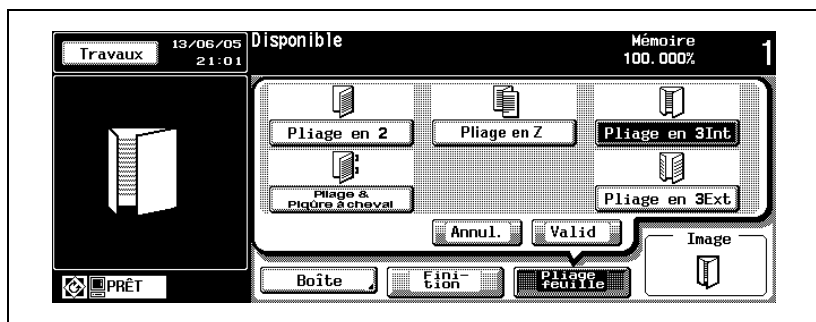 Travaux
13/06/05
21:01
Disponible
Mémoire
100.000%
1
Pliage en 2
Pliage en Z
Pliage en 3Int
Pliage &
Piqûre à cheval
Pliage en 3Ext
Annul.
Valid
Image
PRÊT
Boîte
Fini-
tion
Pliage
feuille